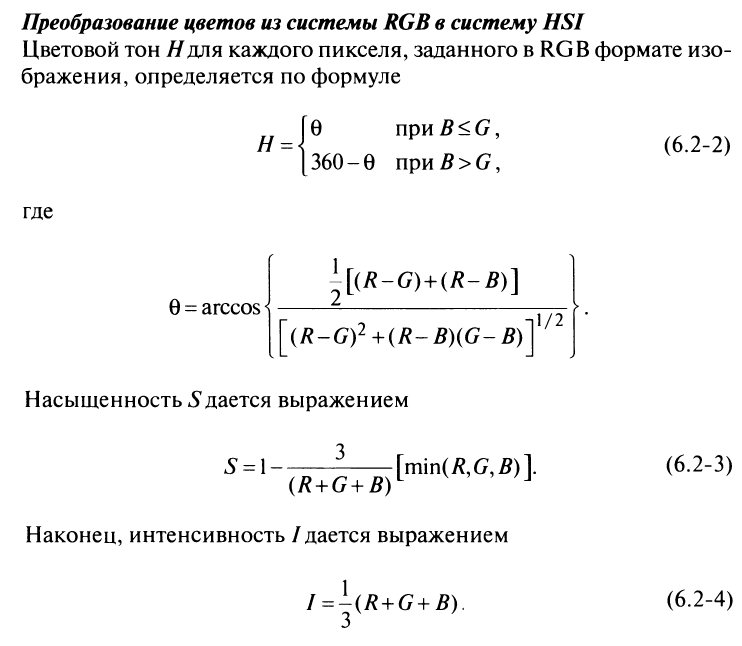 Преобразование цветов из системы RGB в систему HSI
Цветовой тон H для каждого пикселя, заданного в RGB формате изо-
бражения, определяется по формуле
H = { θ при B ≤ G ,
360 − θ при B > G , (6.2-2)
где
θ = arccos { 1/2 [(R − G) + (R − B)] / [(R − G)² + (R − B)(G − B)]^1/2 } .
Насыщенность S дается выражением
S = 1 − 3/(R + G + B) [min(R, G, B)]. (6.2-3)
Наконец, интенсивность I дается выражением
I = 1/3 (R + G + B) . (6.2-4)